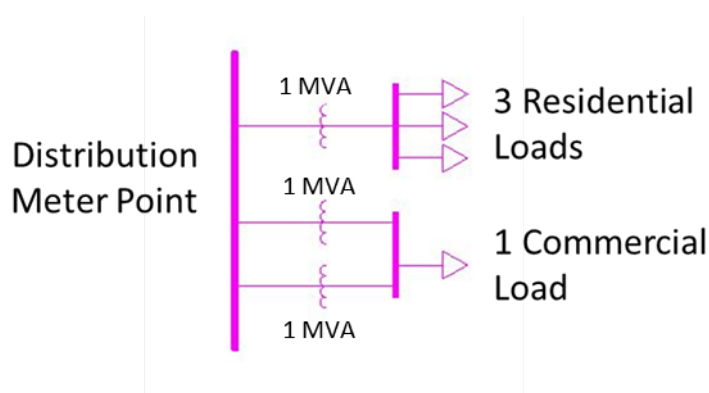 1 MVA
3 Residential
Loads
Distribution
Meter Point
1 MVA
1 Commercial
Load
1 MVA